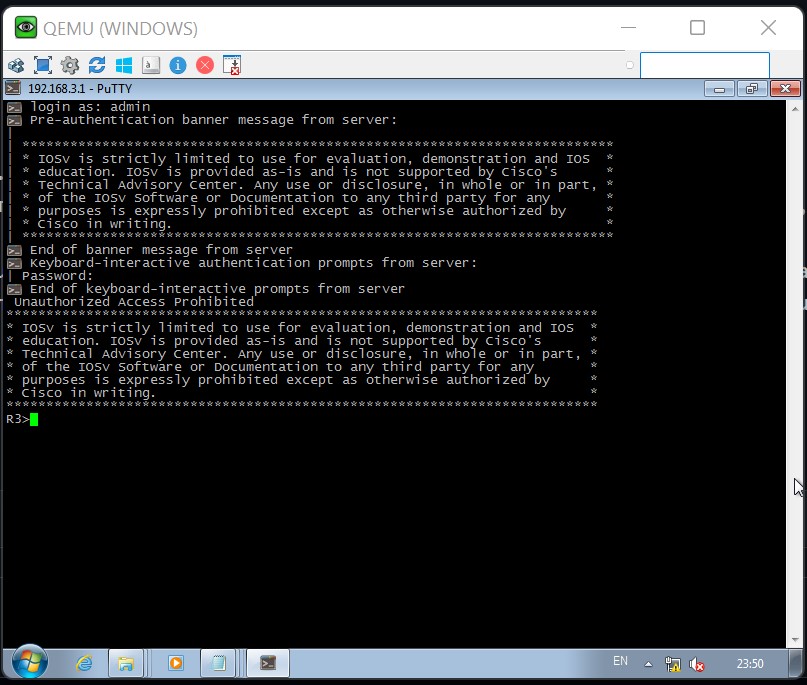 QEMU (WINDOWS)
192.168.3.1 - PuTTY
login as: admin
Pre-authentication banner message from server:
|
| **************************************************************************
| * IOSv is strictly limited to use for evaluation, demonstration and IOS  *
| * education. IOSv is provided as-is and is not supported by Cisco's      *
| * Technical Advisory Center. Any use or disclosure, in whole or in part, *
| * of the IOSv Software or Documentation to any third party for any       *
| * purposes is expressly prohibited except as otherwise authorized by     *
| * Cisco in writing.                                                      *
| **************************************************************************
End of banner message from server
Keyboard-interactive authentication prompts from server:
| Password:
End of keyboard-interactive prompts from server
Unauthorized Access Prohibited
**************************************************************************
* IOSv is strictly limited to use for evaluation, demonstration and IOS  *
* education. IOSv is provided as-is and is not supported by Cisco's      *
* Technical Advisory Center. Any use or disclosure, in whole or in part, *
* of the IOSv Software or Documentation to any third party for any       *
* purposes is expressly prohibited except as otherwise authorized by     *
* Cisco in writing.                                                      *
**************************************************************************
R3>
EN
23:50